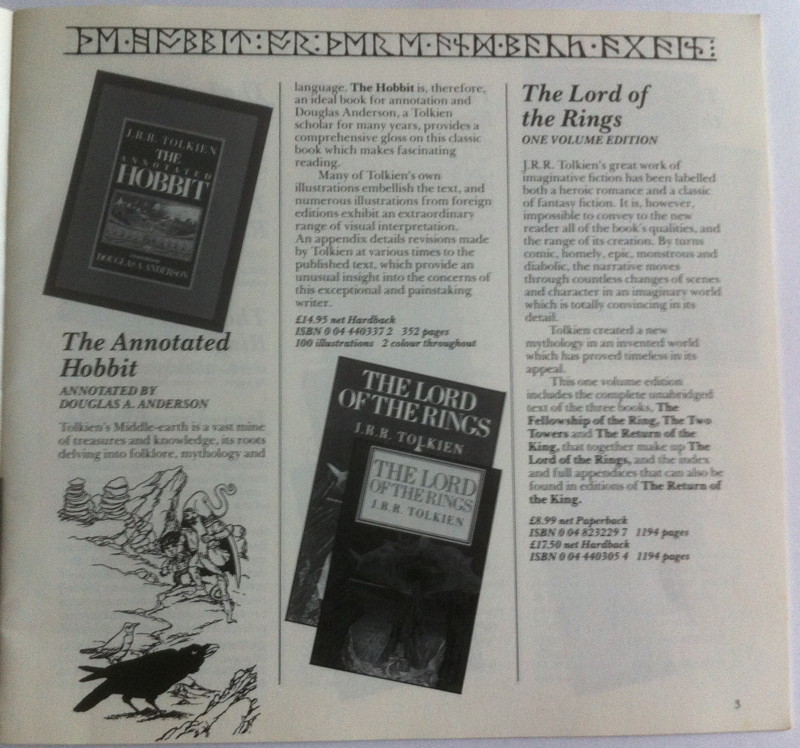 ᚦᛖ·ᚻᚩᛒᛒᛁᛏ:ᚩᚱ:ᚦᛖᚱᛖ·ᚪᚾᛞ·ᛒᚪᚳᚳ·ᚪᚷᚪᛁᚾ⋮
J.R.R. TOLKIEN
THE
ANNOTATED
HOBBIT
DOUGLAS A. ANDERSON
The Annotated
Hobbit
ANNOTATED BY
DOUGLAS A. ANDERSON
Tolkien's Middle-earth is a vast mine
of treasures and knowledge, its roots
delving into folklore, mythology and
language. The Hobbit is, therefore,
an ideal book for annotation and
Douglas Anderson, a Tolkien
scholar for many years, provides a
comprehensive gloss on this classic
book which makes fascinating
reading.
Many of Tolkien's own
illustrations embellish the text, and
numerous illustrations from foreign
editions exhibit an extraordinary
range of visual interpretation.
An appendix details revisions made
by Tolkien at various times to the
published text, which provide an
unusual insight into the concerns of
this exceptional and painstaking
writer.
£14.95 net Hardback
ISBN 0 04 440337 2 352 pages
100 illustrations 2 colour throughout
THE LORD
OF THE RINGS
J.R.R. TOLKIEN
THE LORD
OF THE RINGS
J.R.R. TOLKIEN
The Lord of
the Rings
ONE VOLUME EDITION
J.R.R. Tolkien's great work of
imaginative fiction has been labelled
both a heroic romance and a classic
of fantasy fiction. It is, however,
impossible to convey to the new
reader all of the book's qualities, and
the range of its creation. By turns
comic, homely, epic, monstrous and
diabolic, the narrative moves
through countless changes of scenes
and character in an imaginary world
which is totally convincing in its
detail.
Tolkien created a new
mythology in an invented world
which has proved timeless in its
appeal.
This one volume edition
includes the complete unabridged
text of the three books, The
Fellowship of the Ring, The Two
Towers and The Return of the
King, that together make up The
Lord of the Rings, and the index
and full appendices that can also be
found in editions of The Return of
the King.
£8.99 net Paperback
ISBN 0 04 823229 7 1194 pages
£17.50 net Hardback
ISBN 0 04 440305 4 1194 pages
3